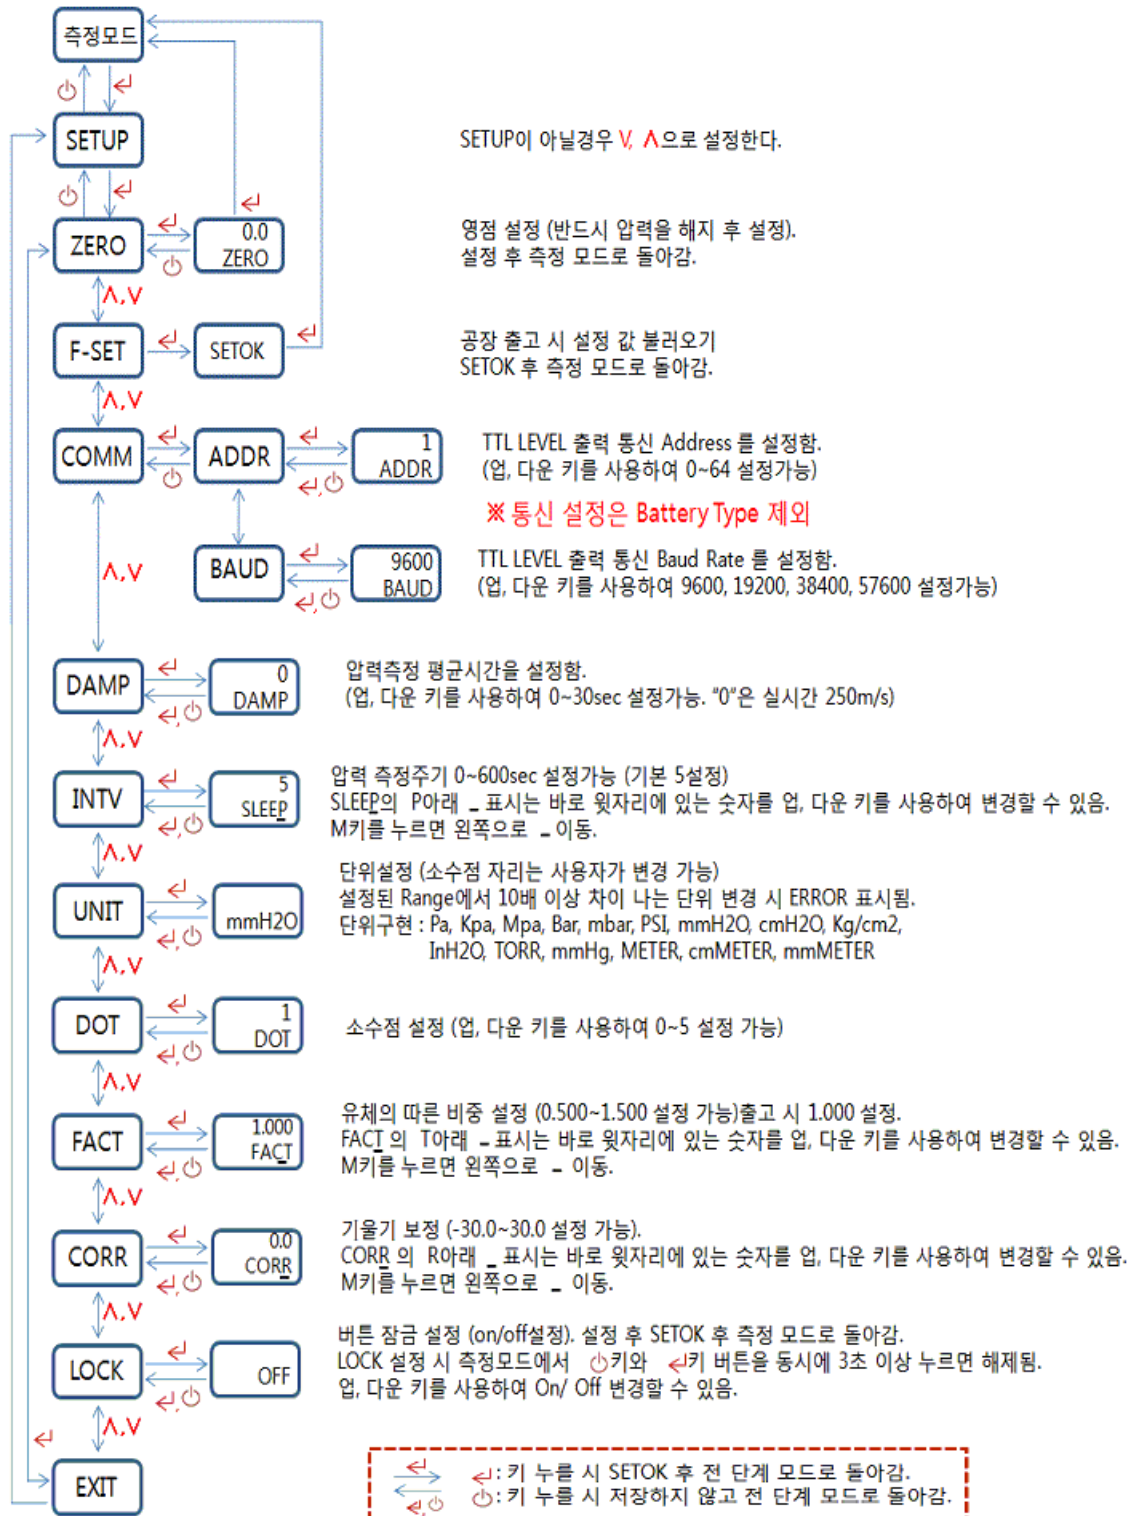 측정모드
SETUP
SETUP이 아닐경우 V, Λ으로 설정한다.
ZERO
0.0
ZERO
영점 설정 (반드시 압력을 해지 후 설정).
설정 후 측정 모드로 돌아감.
Λ,V
F-SET
SETOK
공장 출고 시 설정 값 불러오기
SETOK 후 측정 모드로 돌아감.
Λ,V
COMM
ADDR
1
ADDR
TTL LEVEL 출력 통신 Address 를 설정함.
(업, 다운 키를 사용하여 0~64 설정가능)
※ 통신 설정은 Battery Type 제외
Λ,V
BAUD
9600
BAUD
TTL LEVEL 출력 통신 Baud Rate 를 설정함.
(업, 다운 키를 사용하여 9600, 19200, 38400, 57600 설정가능)
DAMP
0
DAMP
압력측정 평균시간을 설정함.
(업, 다운 키를 사용하여 0~30sec 설정가능. "0"은 실시간 250m/s)
Λ,V
INTV
5
SLEEP
압력 측정주기 0~600sec 설정가능 (기본 5설정)
SLEEP의 P아래 _ 표시는 바로 윗자리에 있는 숫자를 업, 다운 키를 사용하여 변경할 수 있음.
M키를 누르면 왼쪽으로 _ 이동.
Λ,V
UNIT
mmH2O
단위설정 (소수점 자리는 사용자가 변경 가능)
설정된 Range에서 10배 이상 차이 나는 단위 변경 시 ERROR 표시됨.
단위구현 : Pa, Kpa, Mpa, Bar, mbar, PSI, mmH2O, cmH2O, Kg/cm2,
InH2O, TORR, mmHg, METER, cmMETER, mmMETER
Λ,V
DOT
1
DOT
소수점 설정 (업, 다운 키를 사용하여 0~5 설정 가능)
Λ,V
FACT
1.000
FACT
유체의 따른 비중 설정 (0.500~1.500 설정 가능)출고 시 1.000 설정.
FACT 의 T아래 _ 표시는 바로 윗자리에 있는 숫자를 업, 다운 키를 사용하여 변경할 수 있음.
M키를 누르면 왼쪽으로 _ 이동.
Λ,V
CORR
0.0
CORR
기울기 보정 (-30.0~30.0 설정 가능).
CORR 의 R아래 _ 표시는 바로 윗자리에 있는 숫자를 업, 다운 키를 사용하여 변경할 수 있음.
M키를 누르면 왼쪽으로 _ 이동.
Λ,V
LOCK
OFF
버튼 잠금 설정 (on/off설정). 설정 후 SETOK 후 측정 모드로 돌아감.
LOCK 설정 시 측정모드에서 ⏻키와 ↵키 버튼을 동시에 3초 이상 누르면 해제됨.
업, 다운 키를 사용하여 On/ Off 변경할 수 있음.
Λ,V
EXIT
↵: 키 누를 시 SETOK 후 전 단계 모드로 돌아감.
⏻: 키 누를 시 저장하지 않고 전 단계 모드로 돌아감.